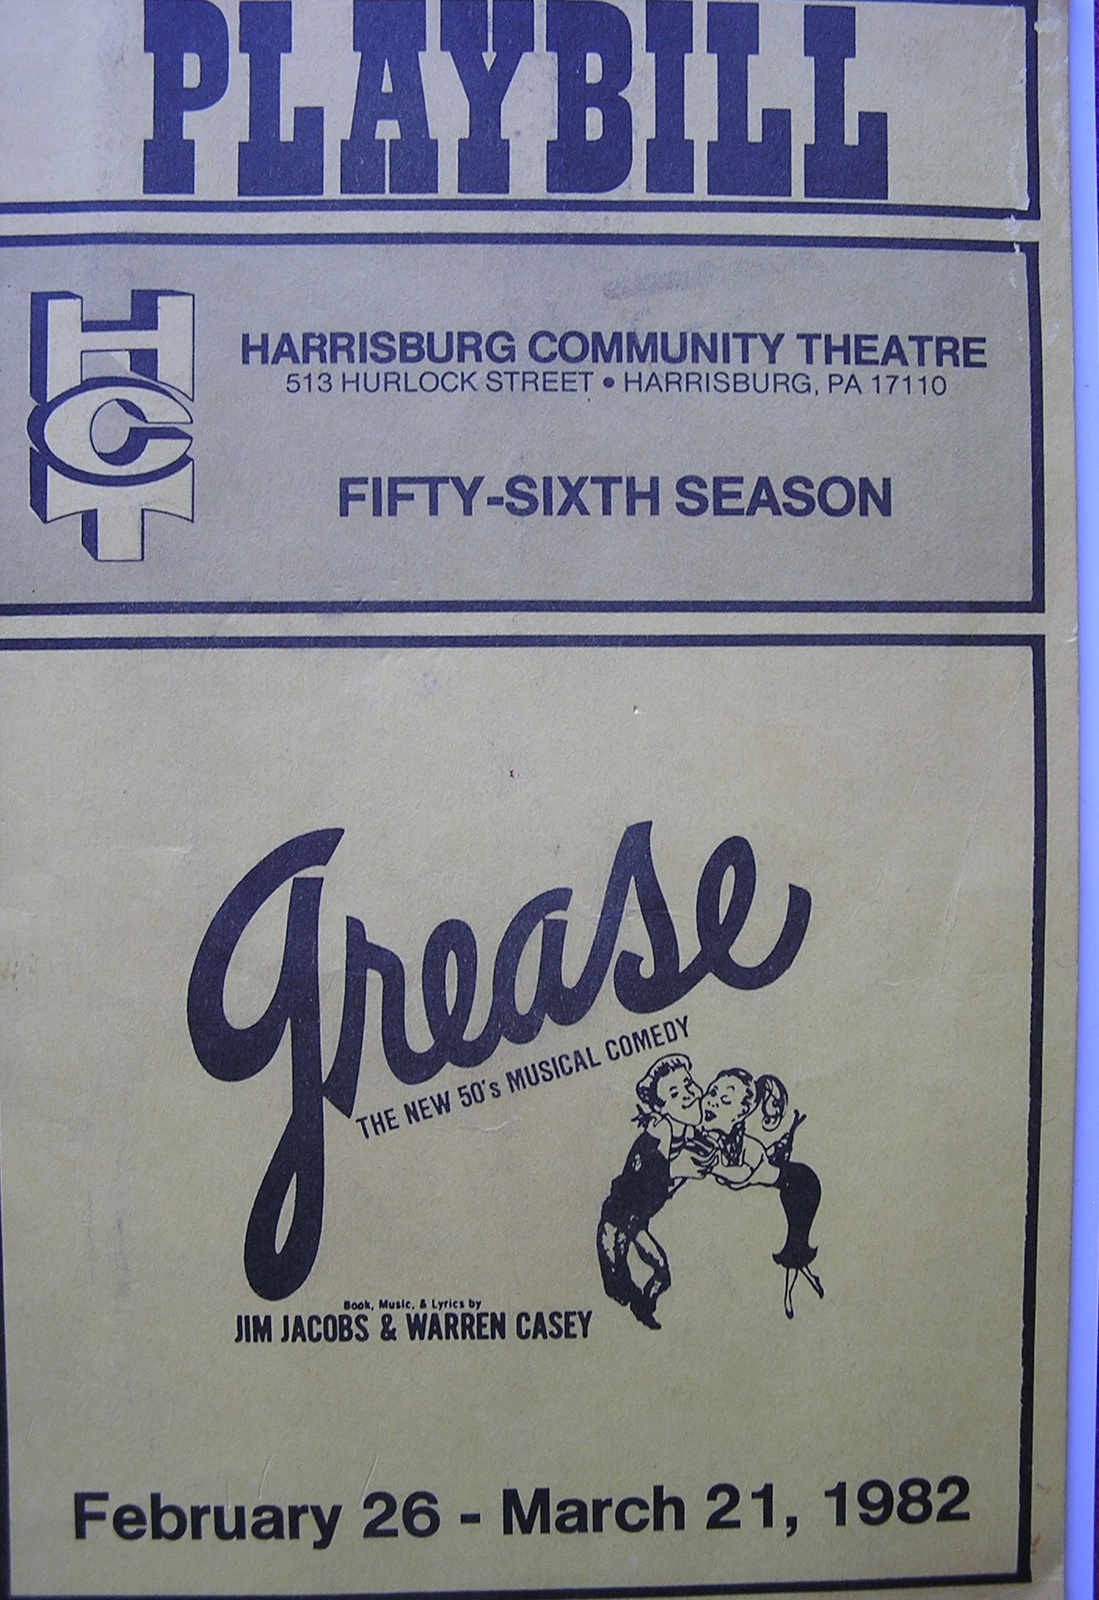 PLAYBILL
HCT
HARRISBURG COMMUNITY THEATRE
513 HURLOCK STREET • HARRISBURG, PA 17110
FIFTY-SIXTH SEASON
grease
THE NEW 50's MUSICAL COMEDY
Book, Music, & Lyrics by
JIM JACOBS & WARREN CASEY
February 26 - March 21, 1982